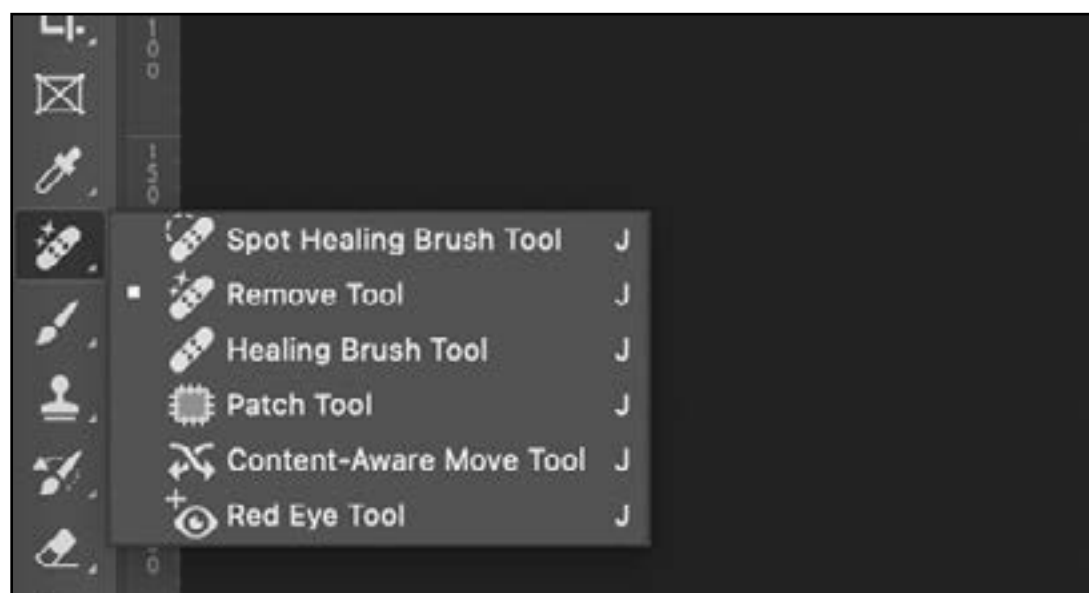 100
150
Spot Healing Brush Tool J
Remove Tool J
Healing Brush Tool J
Patch Tool J
Content-Aware Move Tool J
Red Eye Tool J
0